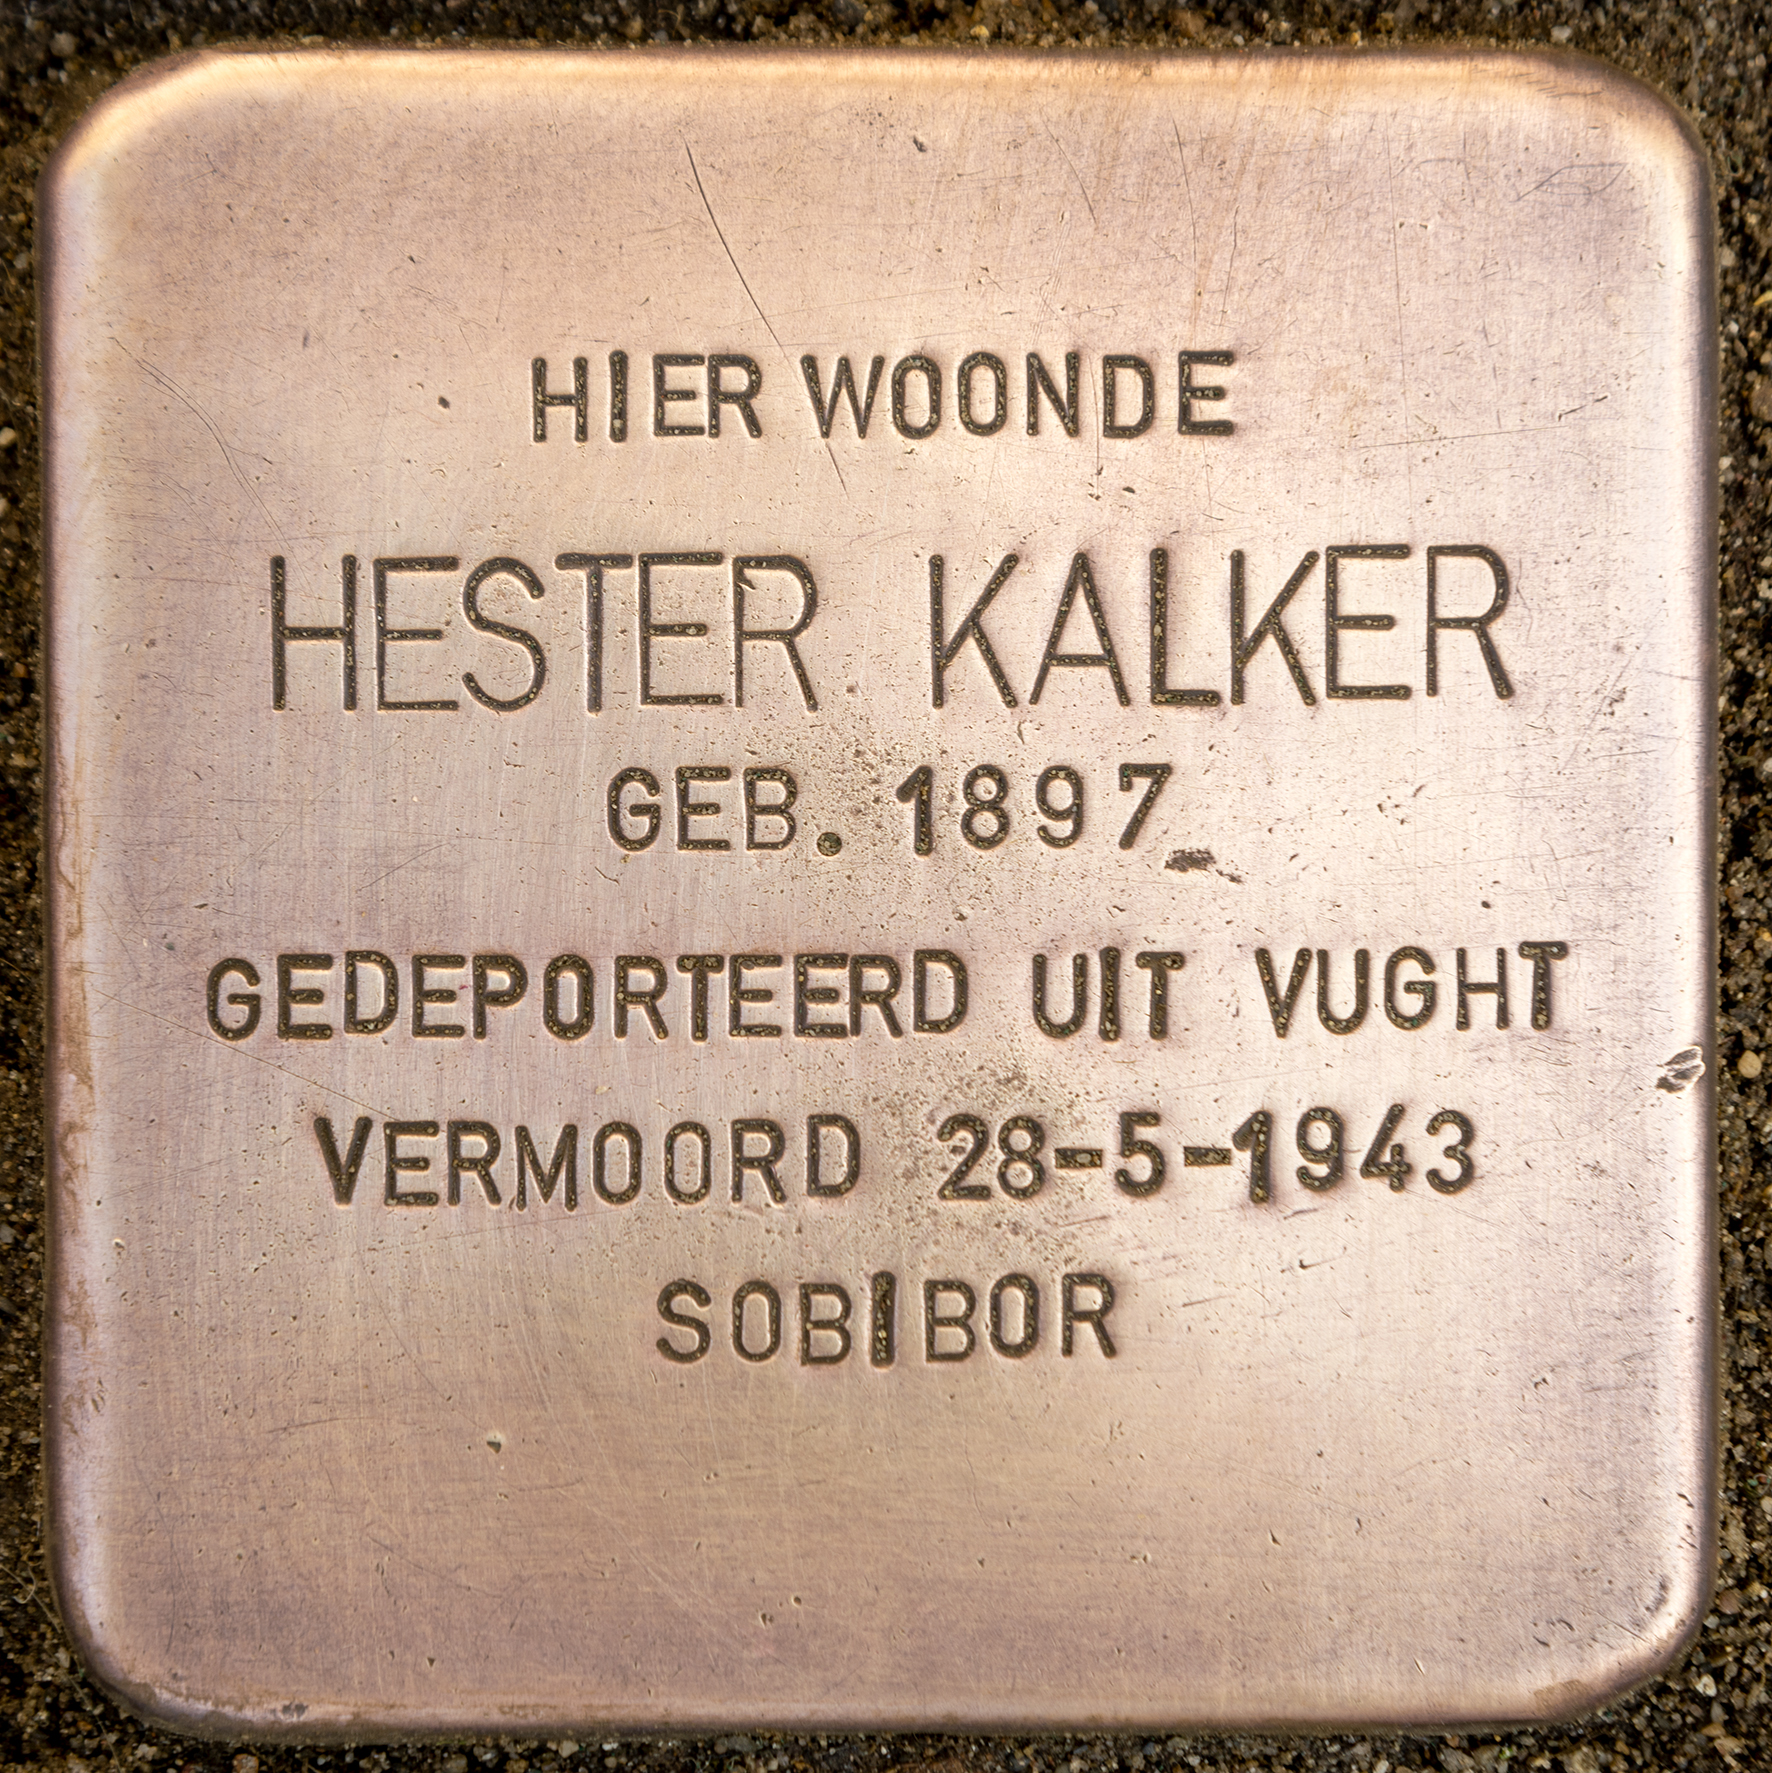 HIER WOONDE
HESTER KALKER
GEB. 1897
GEDEPORTEERD UIT VUGHT
VERMOORD 28-5-1943
SOBIBOR